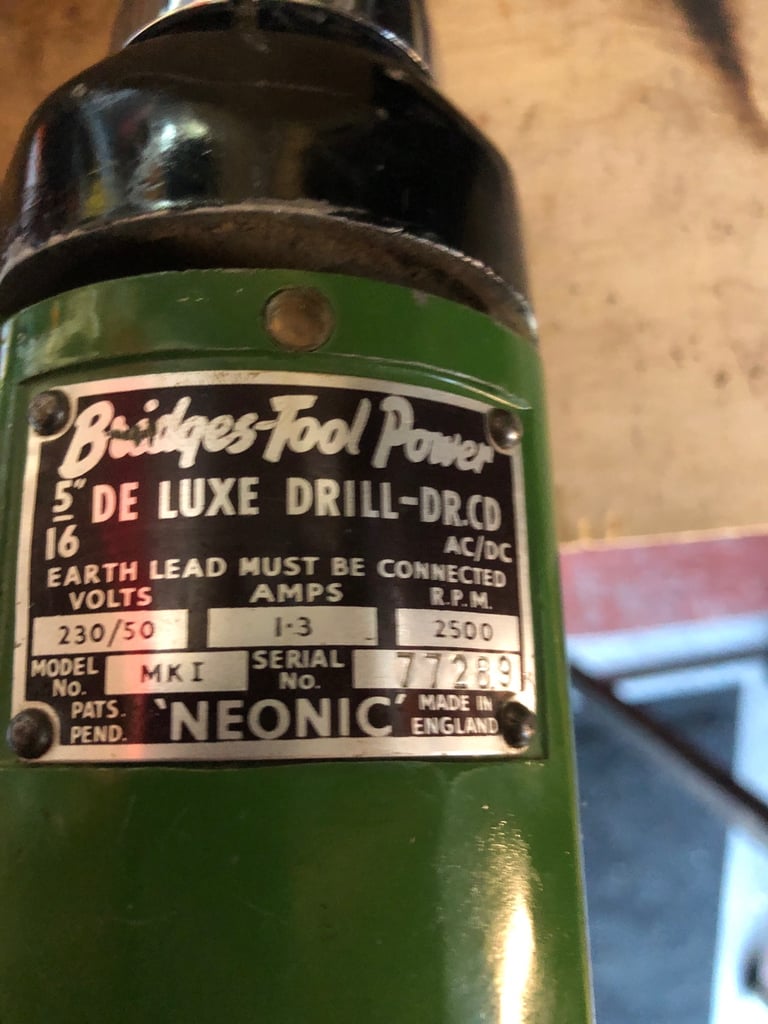 Bridges-Tool Power
5"/16 DE LUXE DRILL-DR.CD
AC/DC
EARTH LEAD MUST BE CONNECTED
VOLTS AMPS R.P.M.
230/50 1·3 2500
MODEL No. MK I SERIAL No. 77289
PATS. PEND. 'NEONIC' MADE IN ENGLAND